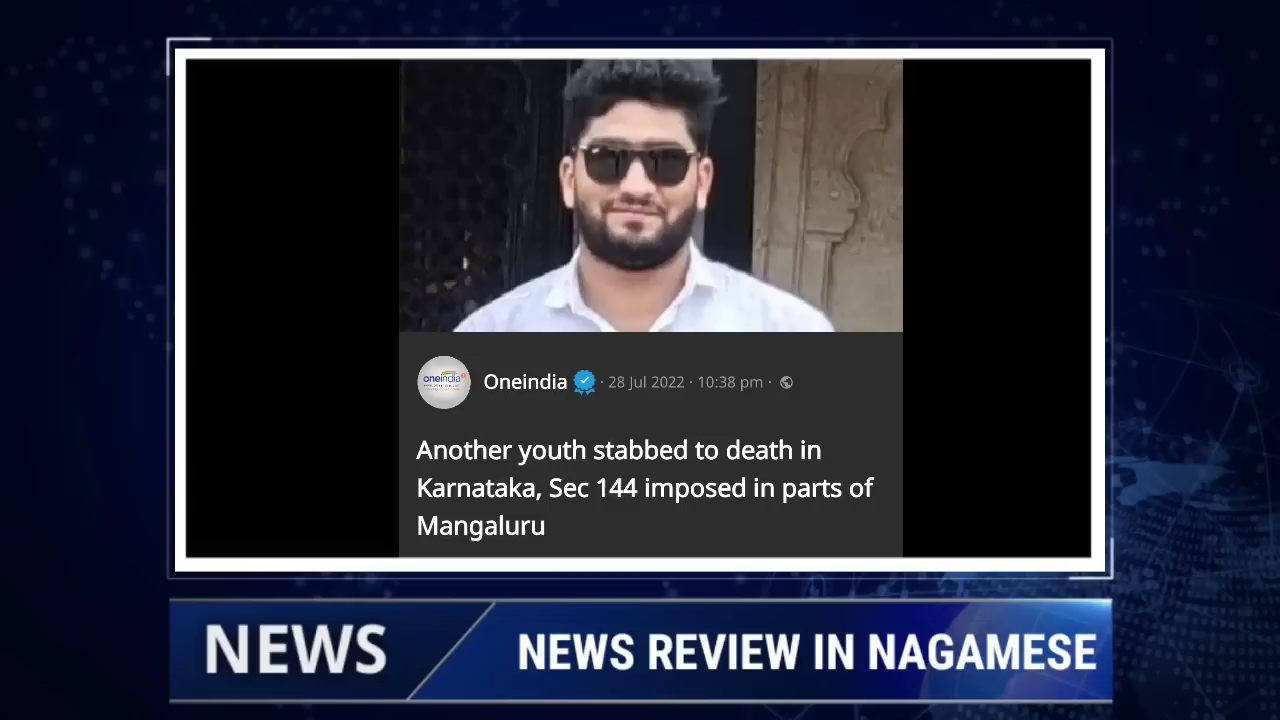 oneindia
Oneindia · 28 Jul 2022 · 10:38 pm ·
Another youth stabbed to death in
Karnataka, Sec 144 imposed in parts of
Mangaluru
NEWS
NEWS REVIEW IN NAGAMESE